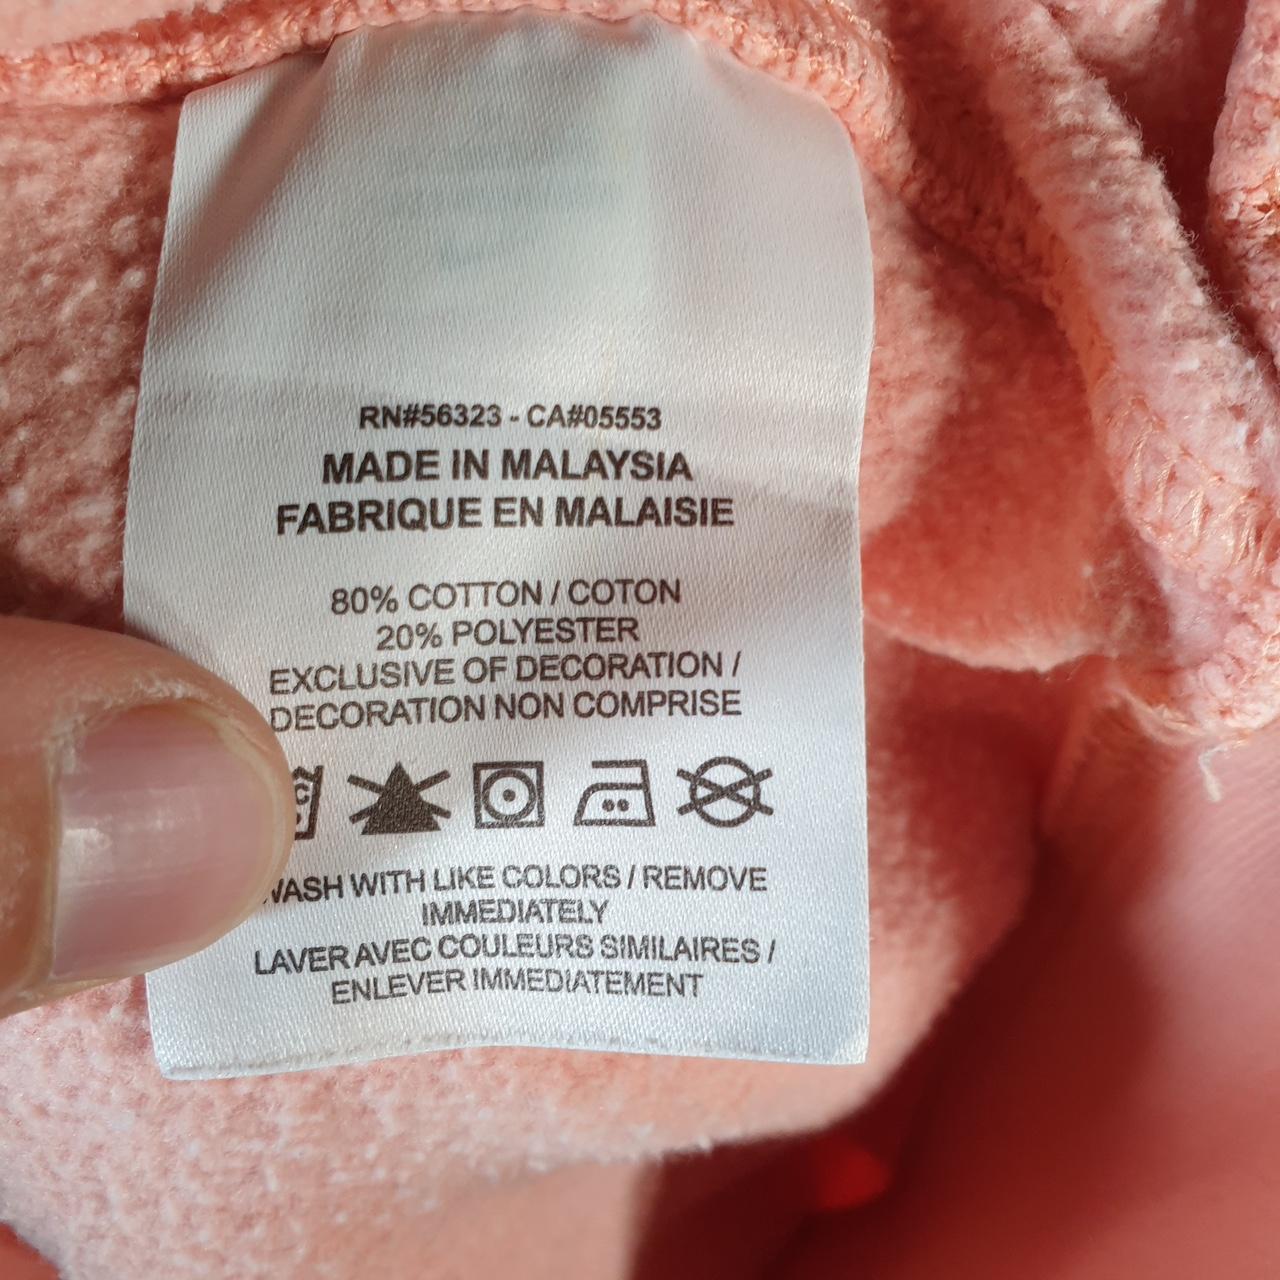 RN#56323 - CA#05553
MADE IN MALAYSIA
FABRIQUE EN MALAISIE
80% COTTON / COTON
20% POLYESTER
EXCLUSIVE OF DECORATION /
DECORATION NON COMPRISE
WASH WITH LIKE COLORS / REMOVE
IMMEDIATELY
LAVER AVEC COULEURS SIMILAIRES /
ENLEVER IMMEDIATEMENT